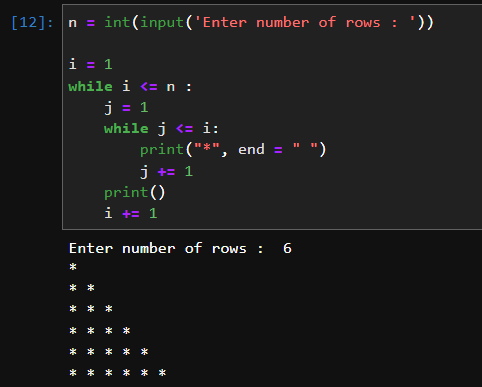 [12]: n = int(input('Enter number of rows : '))
i = 1
while i <= n :
    j = 1
    while j <= i:
        print("*", end = " ")
        j += 1
    print()
    i += 1
Enter number of rows :  6
*
* *
* * *
* * * *
* * * * *
* * * * * *